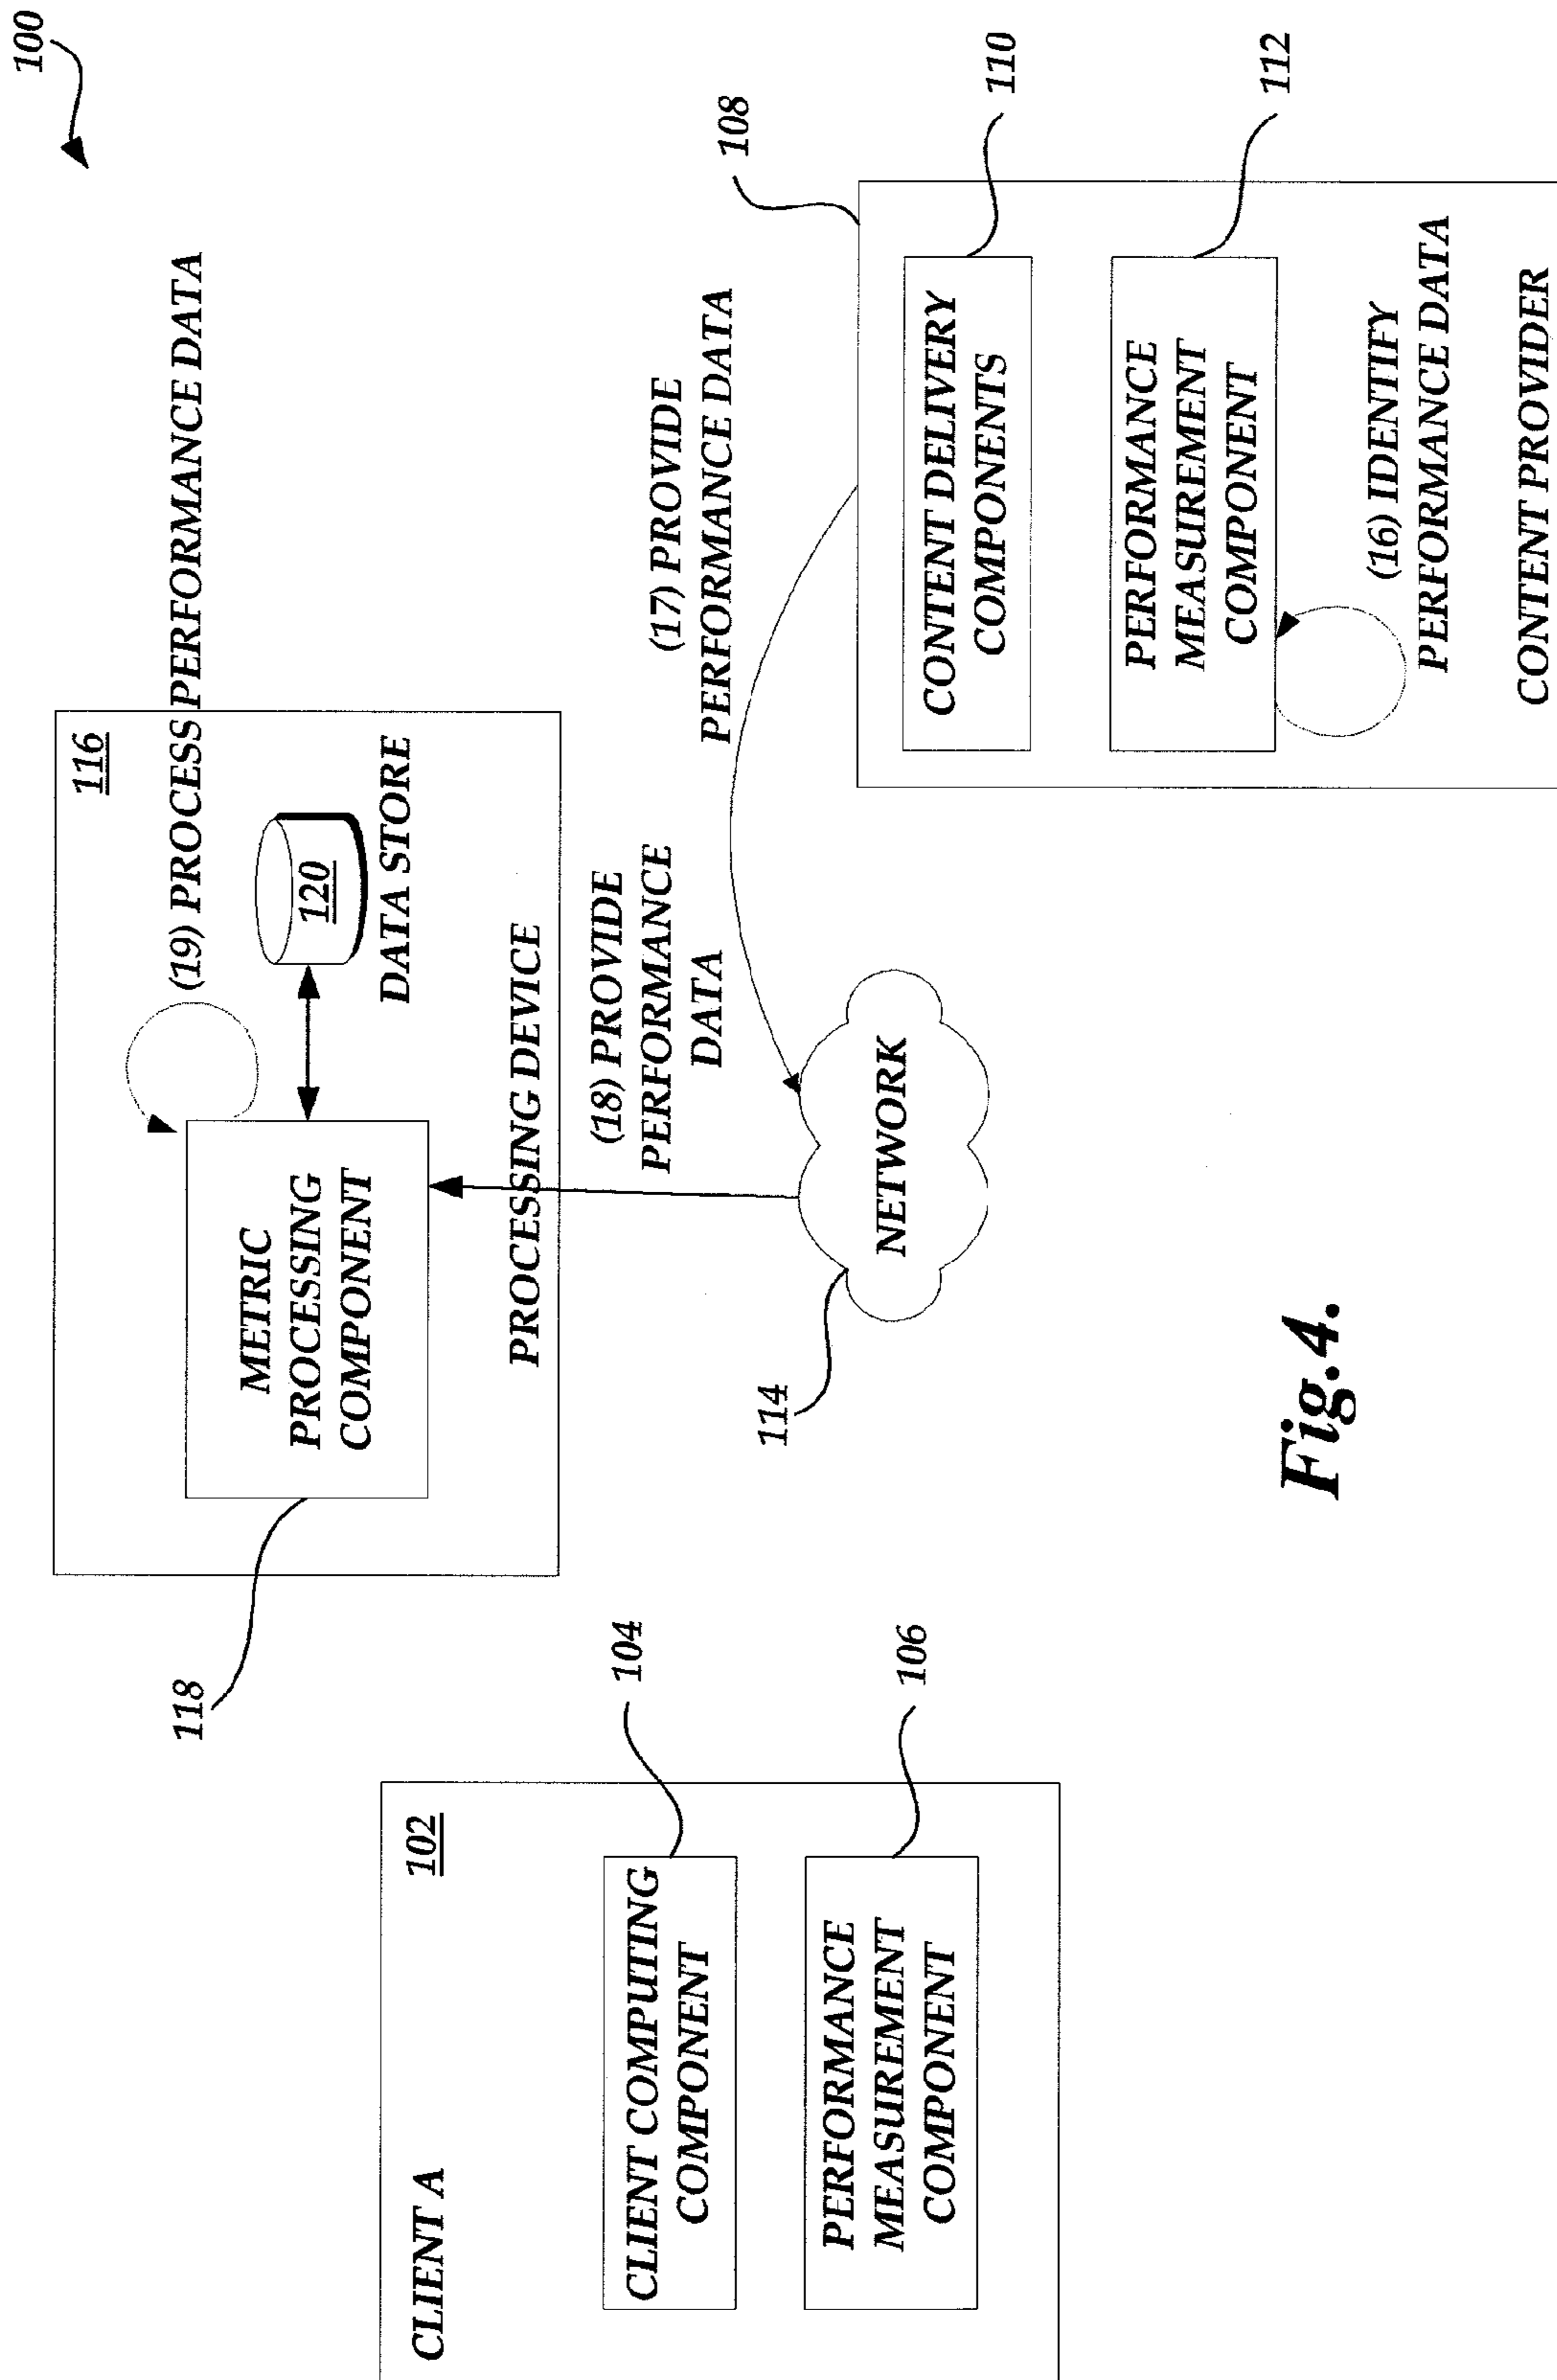 100
116
(19) PROCESS PERFORMANCE DATA
118
METRIC
PROCESSING
COMPONENT
120
DATA STORE
PROCESSING DEVICE
CLIENT A
102
104
CLIENT COMPUTING
COMPONENT
106
PERFORMANCE
MEASUREMENT
COMPONENT
(18) PROVIDE
PERFORMANCE
DATA
(17) PROVIDE
PERFORMANCE DATA
114
NETWORK
108
CONTENT DELIVERY
COMPONENTS
110
PERFORMANCE
MEASUREMENT
COMPONENT
112
(16) IDENTIFY
PERFORMANCE DATA
CONTENT PROVIDER
Fig.4.